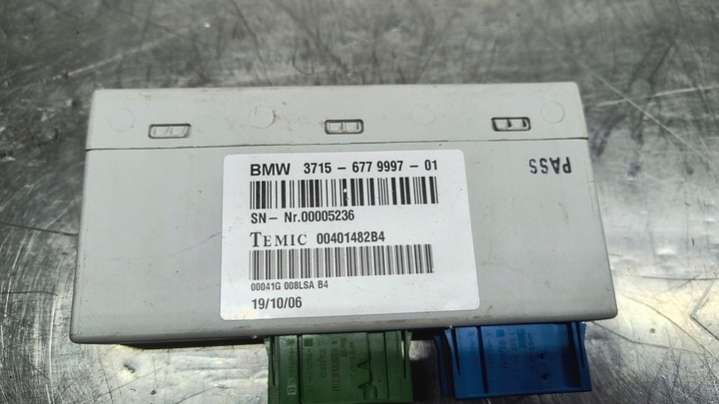 BMW 3715 - 677 9997 - 01
SN- Nr.00005236
TEMIC 00401482B4
00041G 008LSA B4
19/10/06
PASS